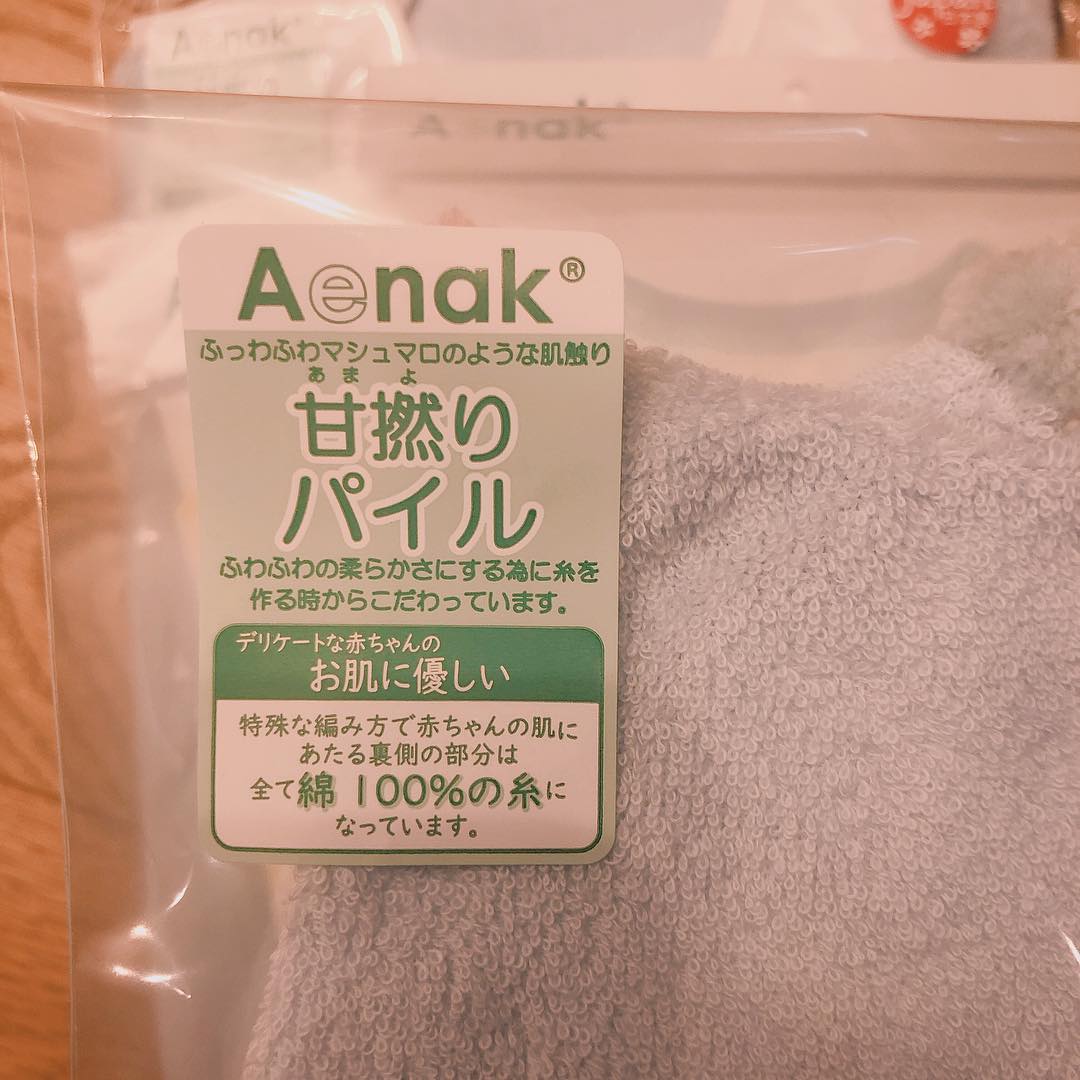 Aenak
Aenak
Aenak®
ふっわふわマシュマロのような肌触り
あまよ
甘撚り
パイル
ふわふわの柔らかさにする為に糸を
作る時からこだわっています。
デリケートな赤ちゃんの
お肌に優しい
特殊な編み方で赤ちゃんの肌に
あたる裏側の部分は
全て綿100%の糸に
なっています。